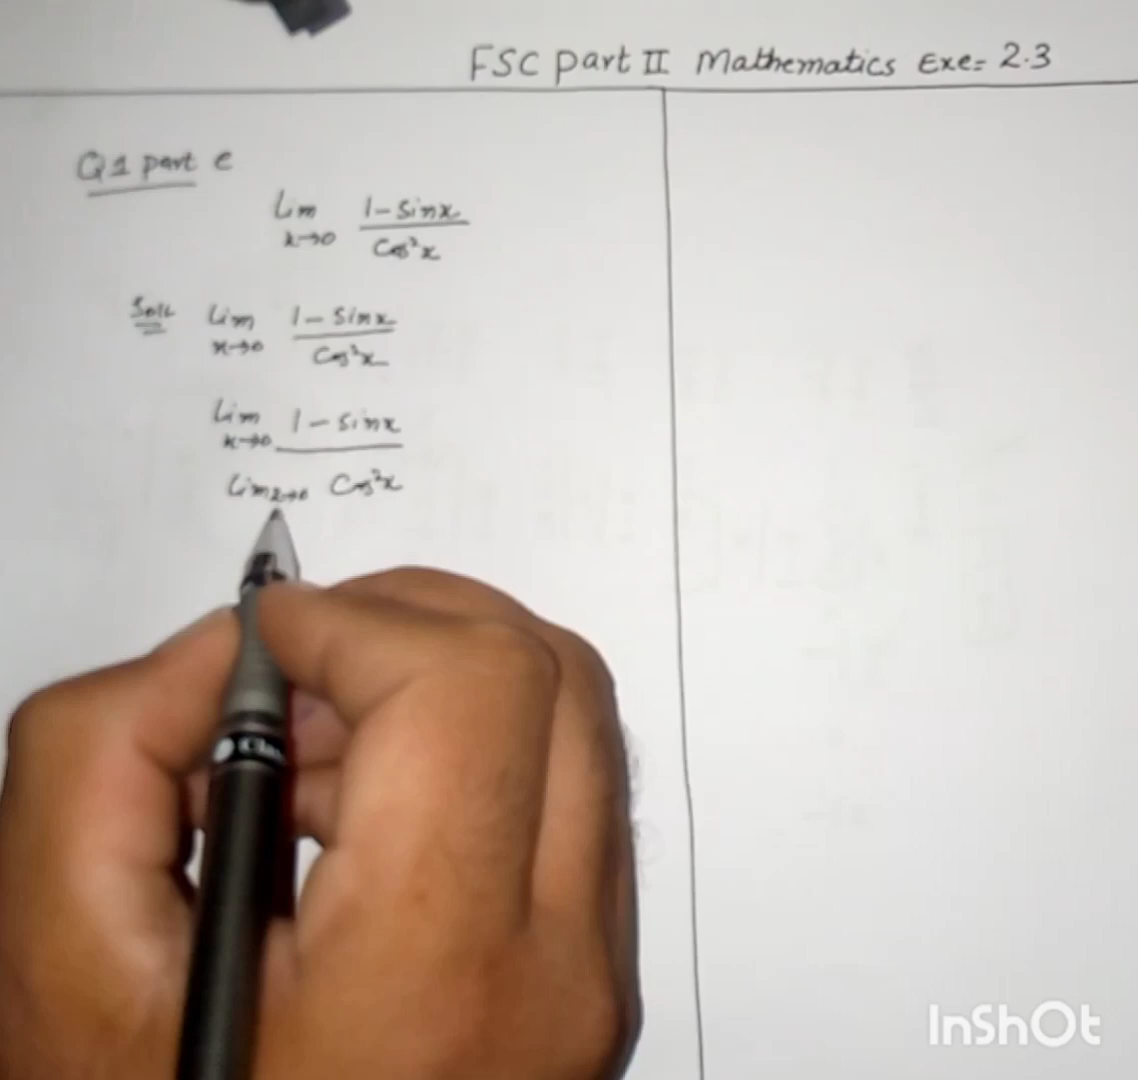 FSC Part II Mathematics Exe= 2.3
Q1 part e
Lim x→0 1-Sinx / Cos²x
Sol: Lim x→0 1-Sinx / Cos²x
Lim x→0 1-Sinx
Lim x→0 Cos²x
Cla
InShOt